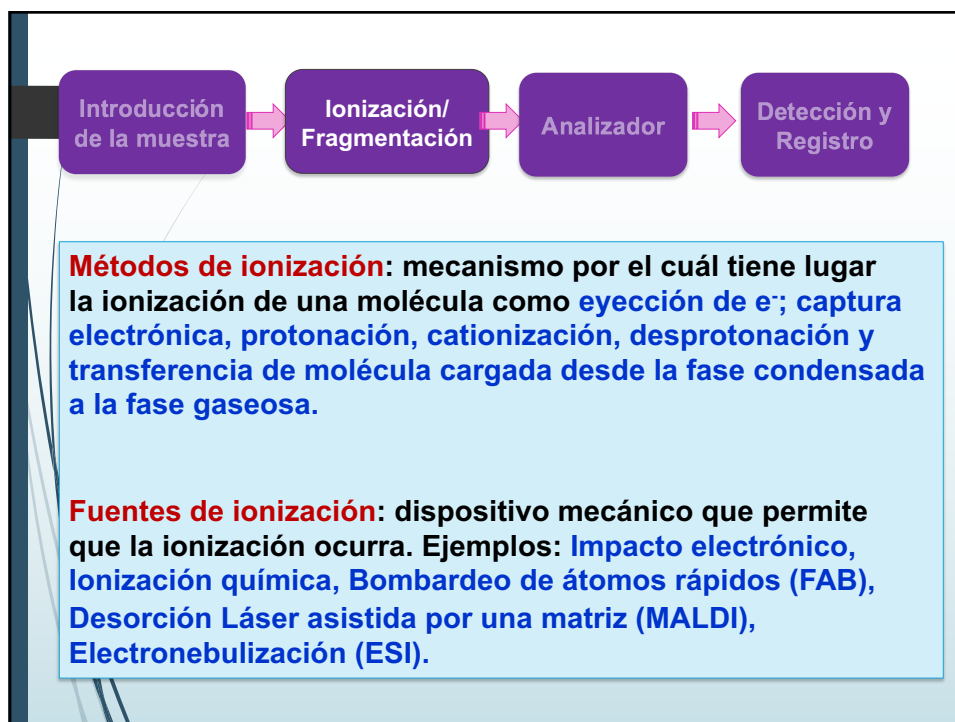 Introducción
de la muestra
Ionización/
Fragmentación
Analizador
Detección y
Registro
Métodos de ionización: mecanismo por el cuál tiene lugar
la ionización de una molécula como eyección de e⁻; captura
electrónica, protonación, cationización, desprotonación y
transferencia de molécula cargada desde la fase condensada
a la fase gaseosa.
Fuentes de ionización: dispositivo mecánico que permite
que la ionización ocurra. Ejemplos: Impacto electrónico,
Ionización química, Bombardeo de átomos rápidos (FAB),
Desorción Láser asistida por una matriz (MALDI),
Electronebulización (ESI).